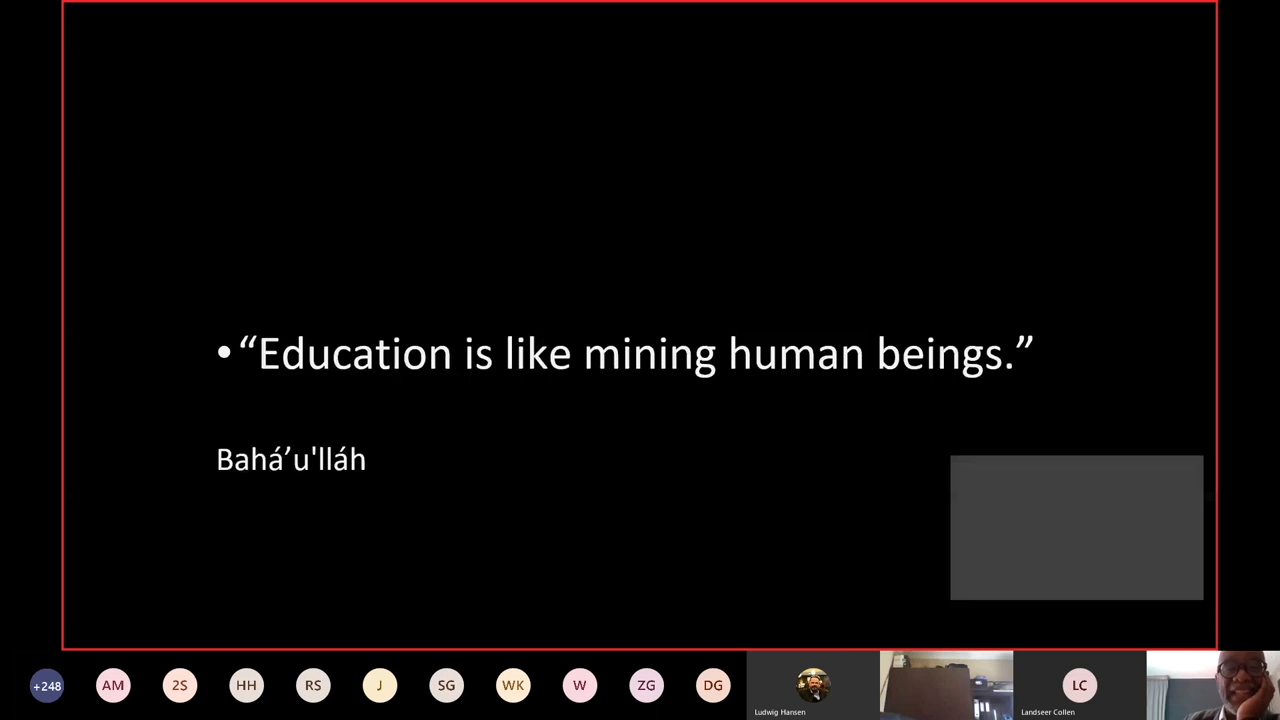 • “Education is like mining human beings.”
Bahá’u'lláh
+248
AM
2S
HH
RS
J
SG
WK
W
ZG
DG
Ludwig Hansen
LC
Landseer Collen